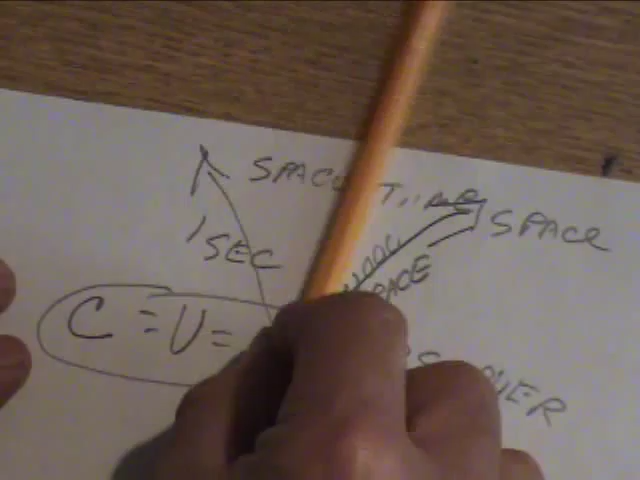 SPACE TIME
SPACE
1 SEC
SPACE
C = V =